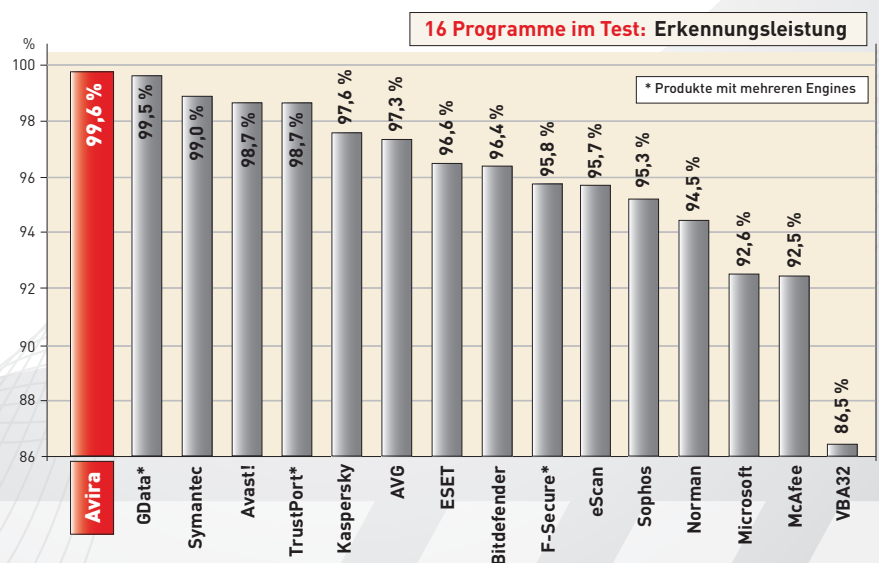 16 Programme im Test: Erkennungsleistung
%
* Produkte mit mehreren Engines
100
98
96
94
92
90
88
86
99,6 %
99,5 %
99,0 %
98,7 %
98,7 %
97,6 %
97,3 %
96,6 %
96,4 %
95,8 %
95,7 %
95,3 %
94,5 %
92,6 %
92,5 %
86,5 %
Avira
GData*
Symantec
Avast!
TrustPort*
Kaspersky
AVG
ESET
Bitdefender
F-Secure*
eScan
Sophos
Norman
Microsoft
McAfee
VBA32